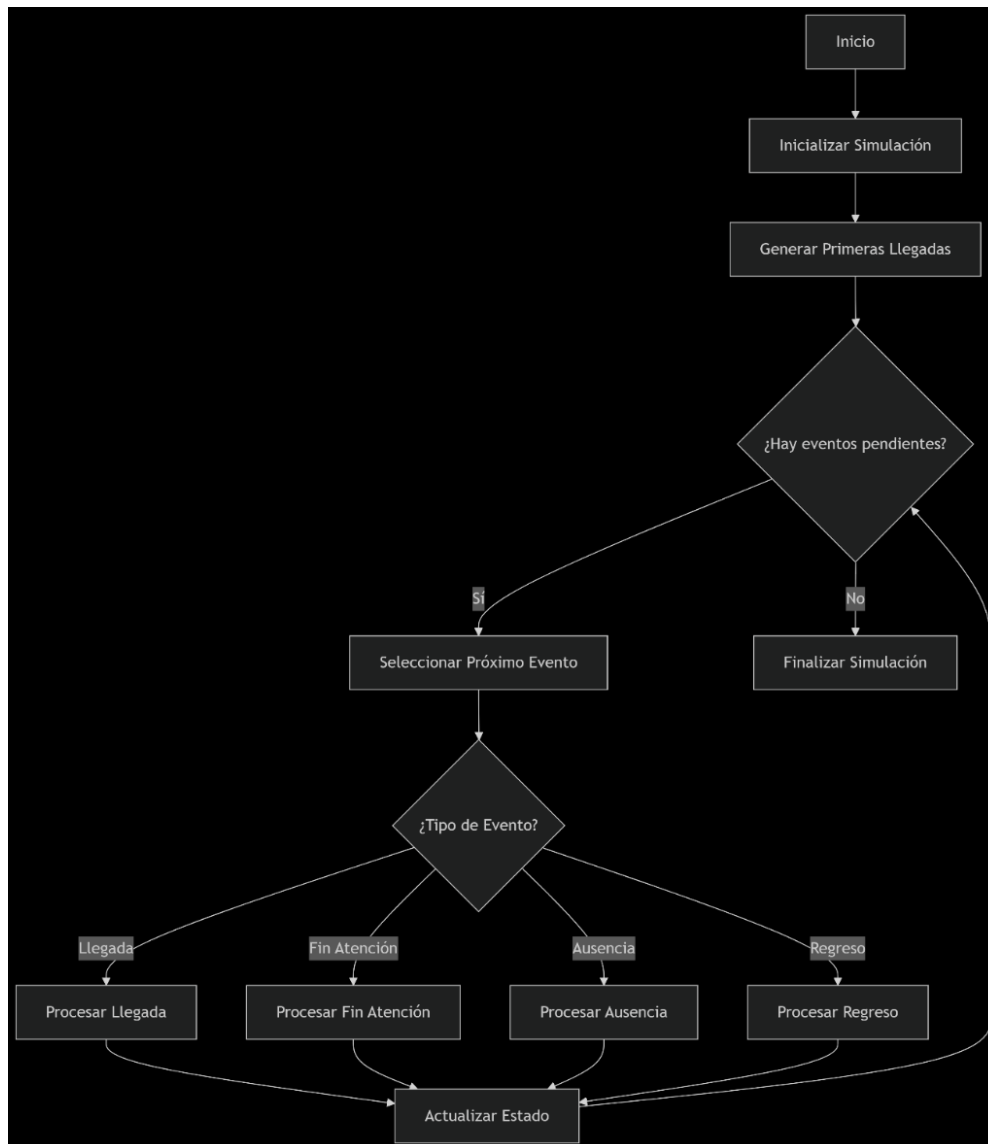 Inicio
Inicializar Simulación
Generar Primeras Llegadas
¿Hay eventos pendientes?
Sí
No
Seleccionar Próximo Evento
Finalizar Simulación
¿Tipo de Evento?
Llegada
Fin Atención
Ausencia
Regreso
Procesar Llegada
Procesar Fin Atención
Procesar Ausencia
Procesar Regreso
Actualizar Estado